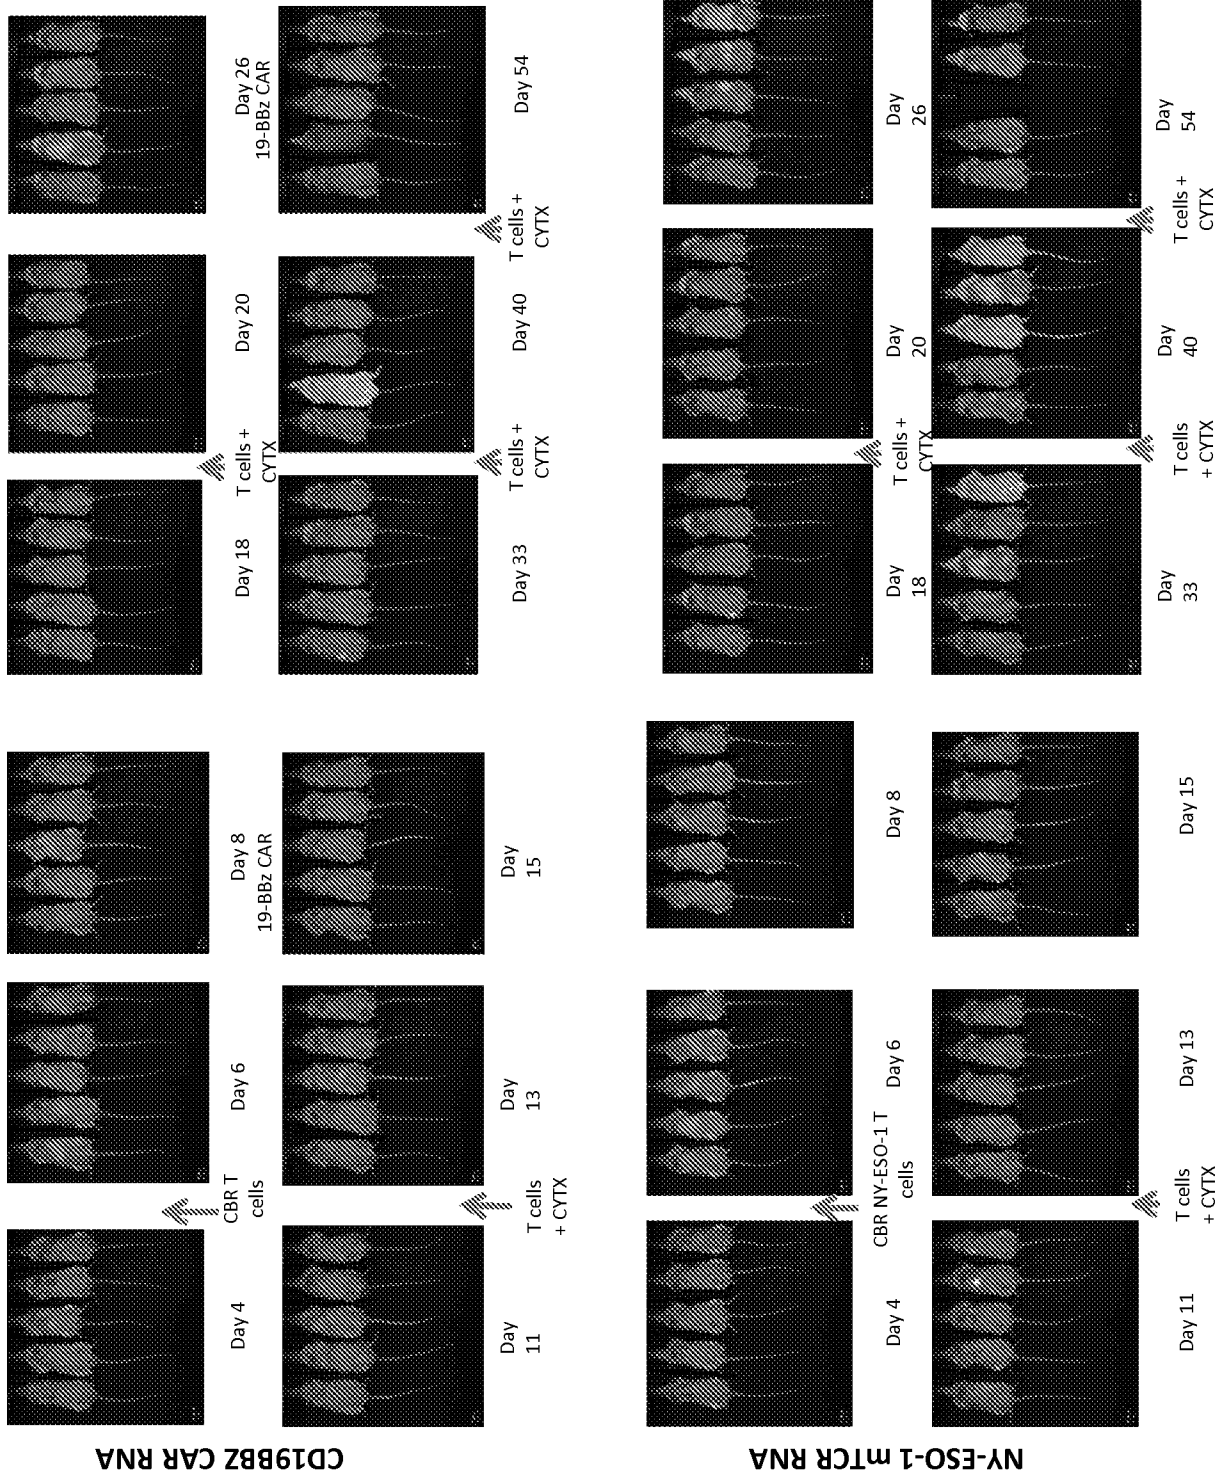 CD19BBZ CAR RNA
Day 4
CBR T
cells
Day 6
Day 8
19-BBz CAR
Day 18
T cells +
CYTX
Day 20
Day 26
19-BBz CAR
Day
11
T cells
+ CYTX
Day
13
Day
15
Day 33
T cells +
CYTX
Day 40
T cells +
CYTX
Day 54
NY-ESO-1 mTCR RNA
Day 4
CBR NY-ESO-1 T
cells
Day 6
Day 8
Day
18
T cells +
CYTX
Day
20
Day
26
Day 11
T cells
+ CYTX
Day 13
Day 15
Day
33
T cells
+ CYTX
Day
40
T cells +
CYTX
Day
54